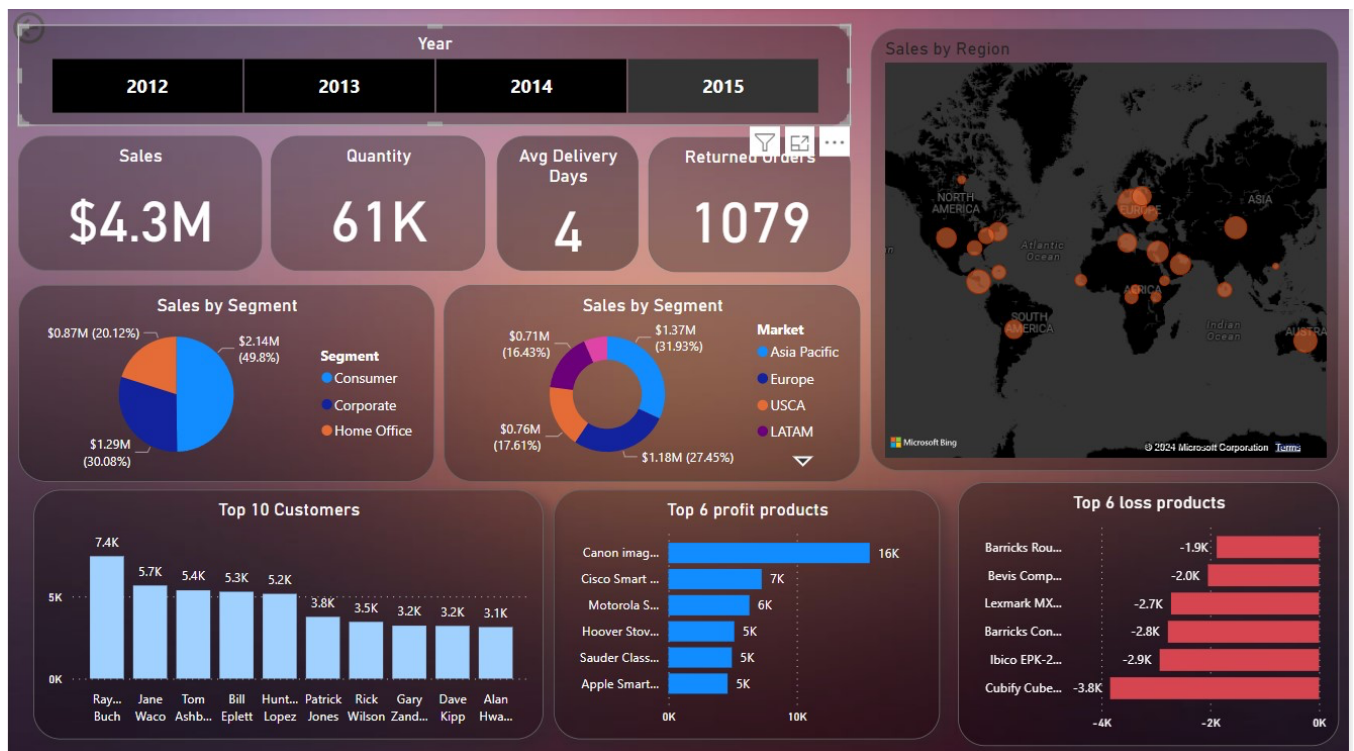 Year
2012
2013
2014
2015
Sales
$4.3M
Quantity
61K
Avg Delivery
Days
4
Returned Orders
1079
Sales by Region
NORTH
AMERICA
EUROPE
ASIA
Atlantic
Ocean
AFRICA
SOUTH
AMERICA
Indian
Ocean
AUSTRA
Microsoft Bing
© 2024 Microsoft Corporation Terms
Sales by Segment
$0.87M (20.12%)
$2.14M
(49.8%)
$1.29M
(30.08%)
Segment
Consumer
Corporate
Home Office
Sales by Segment
$0.71M
(16.43%)
$1.37M
(31.93%)
$0.76M
(17.61%)
$1.18M (27.45%)
Market
Asia Pacific
Europe
USCA
LATAM
Top 10 Customers
7.4K
5.7K
5.4K
5.3K
5.2K
3.8K
3.5K
3.2K
3.2K
3.1K
5K
0K
Ray... Buch
Jane Waco
Tom Ashb...
Bill Eplett
Hunt... Lopez
Patrick Jones
Rick Wilson
Gary Zand...
Dave Kipp
Alan Hwa...
Top 6 profit products
Canon imag... 16K
Cisco Smart ... 7K
Motorola S... 6K
Hoover Stov... 5K
Sauder Class... 5K
Apple Smart... 5K
0K 10K
Top 6 loss products
Barricks Rou... -1.9K
Bevis Comp... -2.0K
Lexmark MX... -2.7K
Barricks Con... -2.8K
Ibico EPK-2... -2.9K
Cubify Cube... -3.8K
-4K -2K 0K